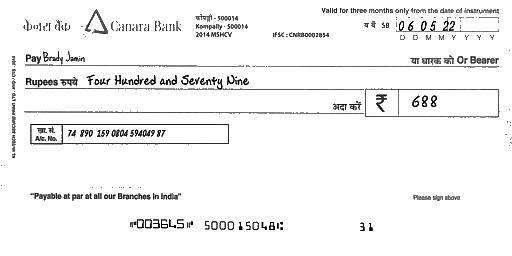 केनरा बैंक Canara Bank
कोमपल्ली - 500014
Kompally - 500014
2014 MSHCV
IFSC : CNRB0002854
Valid for three months only from the date of instrument
SB 06 05 22
D D M M Y Y Y Y
Pay Brady Jamin या धारक को Or Bearer
Rupees रुपये Four Hundred and Seventy Nine
अदा करें ₹ 688
खा. सं.
A/c. No. 74 890 159 0804 594049 87
"Payable at par at all our Branches in India"
Please sign above
⑈003645⑈ 500015048⑆ 31